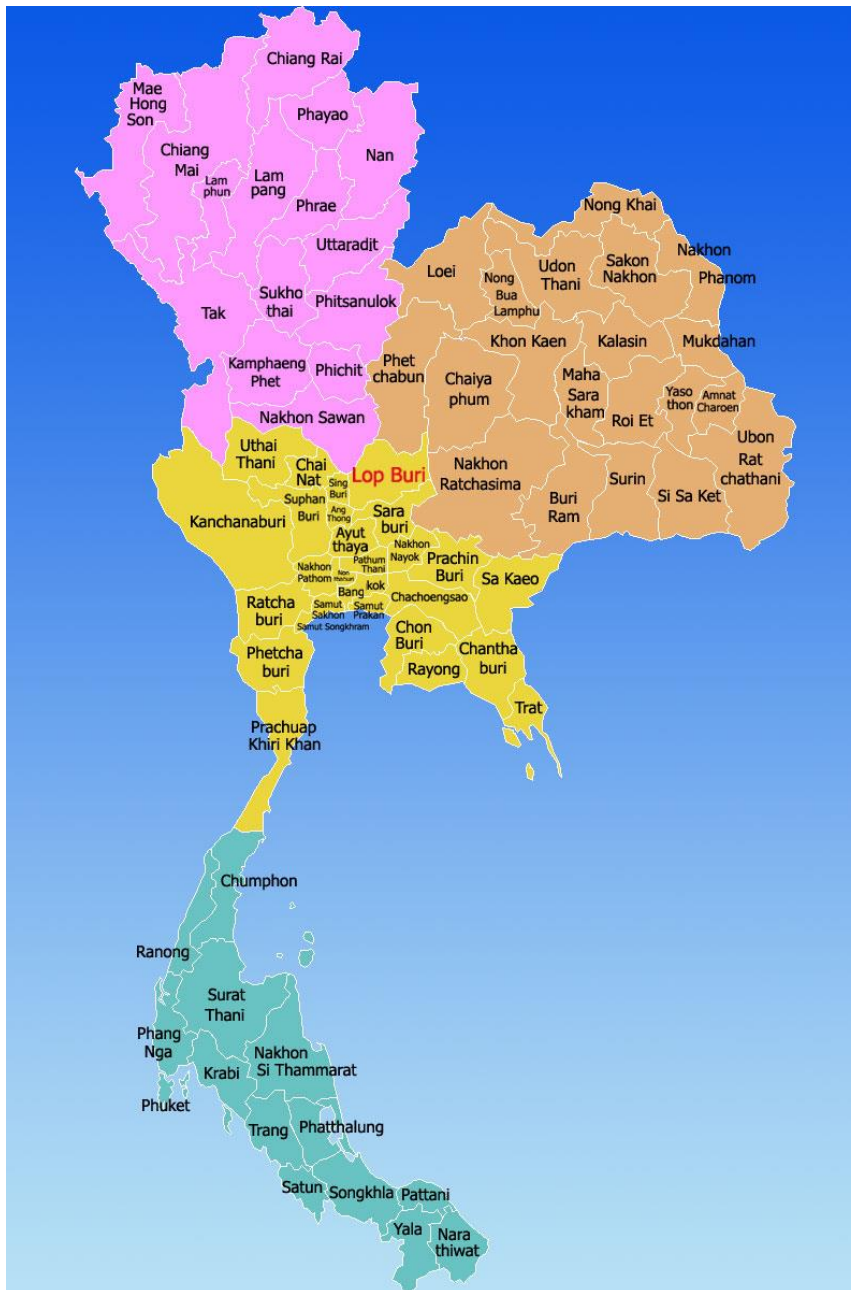 Chiang Rai
Mae
Hong
Son
Phayao
Chiang
Mai
Nan
Lam
phun
Lam
pang
Phrae
Uttaradit
Tak
Sukho
thai
Phitsanulok
Kamphaeng
Phet
Phichit
Nakhon Sawan
Nong Khai
Loei
Nong
Bua
Lamphu
Udon
Thani
Sakon
Nakhon
Nakhon
Phanom
Khon Kaen
Kalasin
Mukdahan
Phet
chabun
Chaiya
phum
Maha
Sara
kham
Roi Et
Yaso
thon
Amnat
Charoen
Ubon
Rat
chathani
Nakhon
Ratchasima
Buri
Ram
Surin
Si Sa Ket
Uthai
Thani
Chai
Nat
Sing
Buri
Lop Buri
Kanchanaburi
Suphan
Buri
Ang
Thong
Sara
buri
Ayut
thaya
Nakhon
Nayok
Prachin
Buri
Sa Kaeo
Nakhon
Pathom
Pathum
Thani
Bang kok
Chachoengsao
Ratcha
buri
Samut
Sakhon
Samut
Prakan
Samut Songkhram
Chon
Buri
Chantha
buri
Phetcha
buri
Rayong
Trat
Prachuap
Khiri Khan
Chumphon
Ranong
Surat
Thani
Phang
Nga
Nakhon
Si Thammarat
Krabi
Phuket
Trang
Phatthalung
Satun
Songkhla
Pattani
Yala
Nara
thiwat